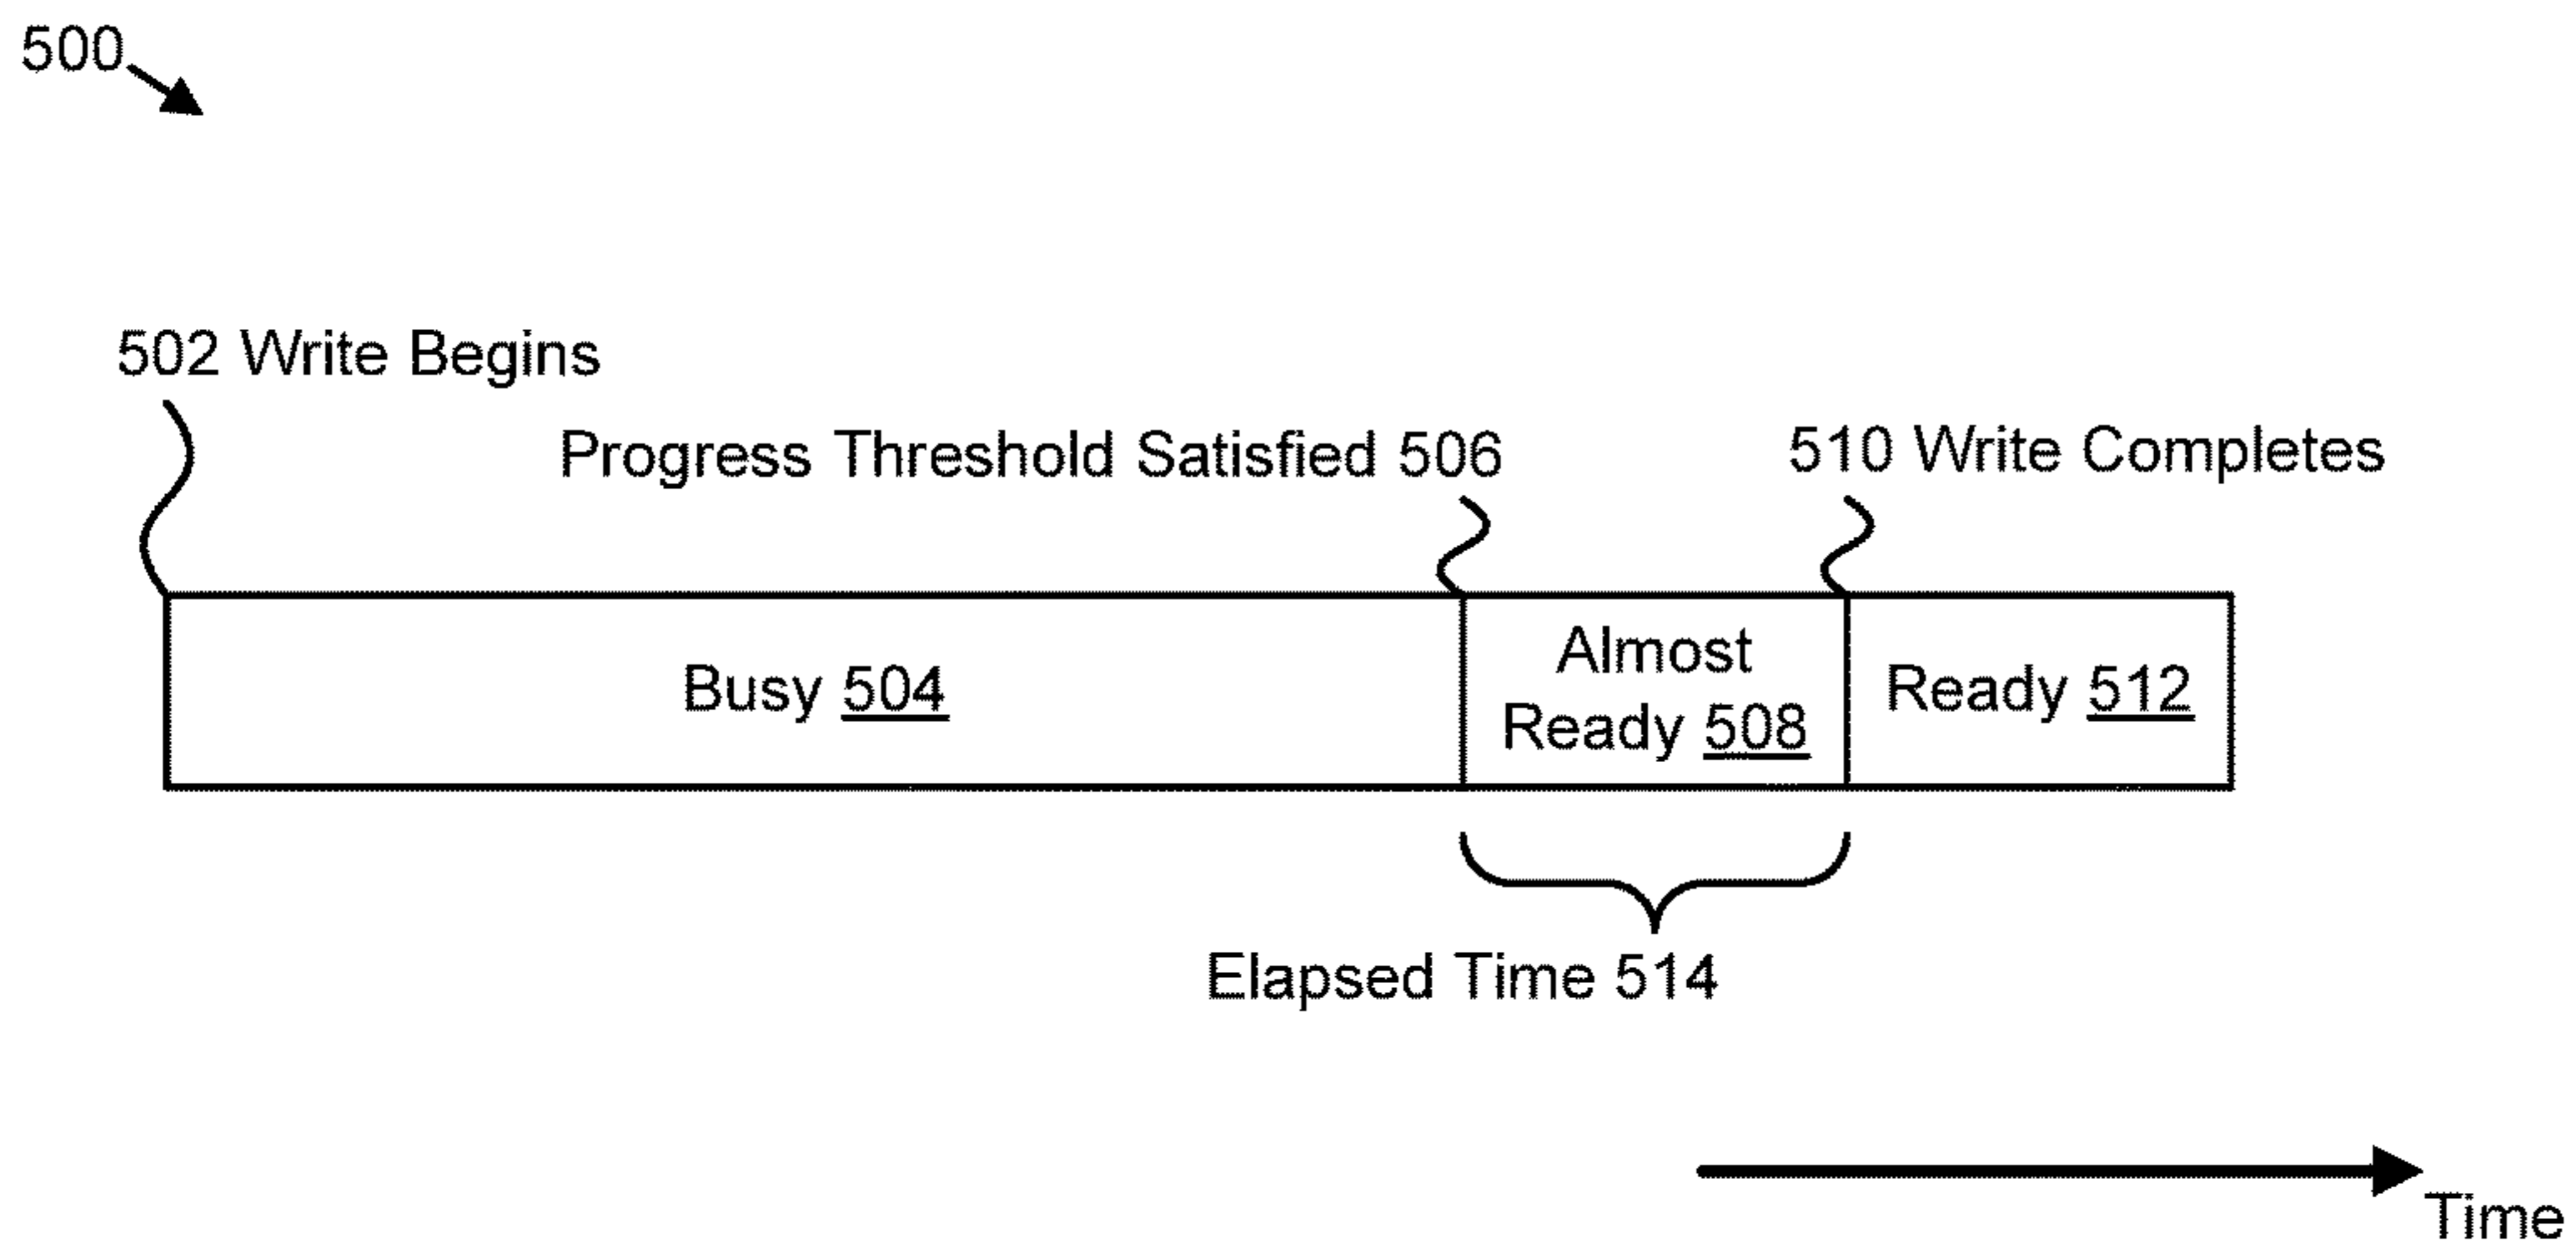 500
502 Write Begins
Progress Threshold Satisfied 506
510 Write Completes
Busy 504
Almost
Ready 508
Ready 512
Elapsed Time 514
Time